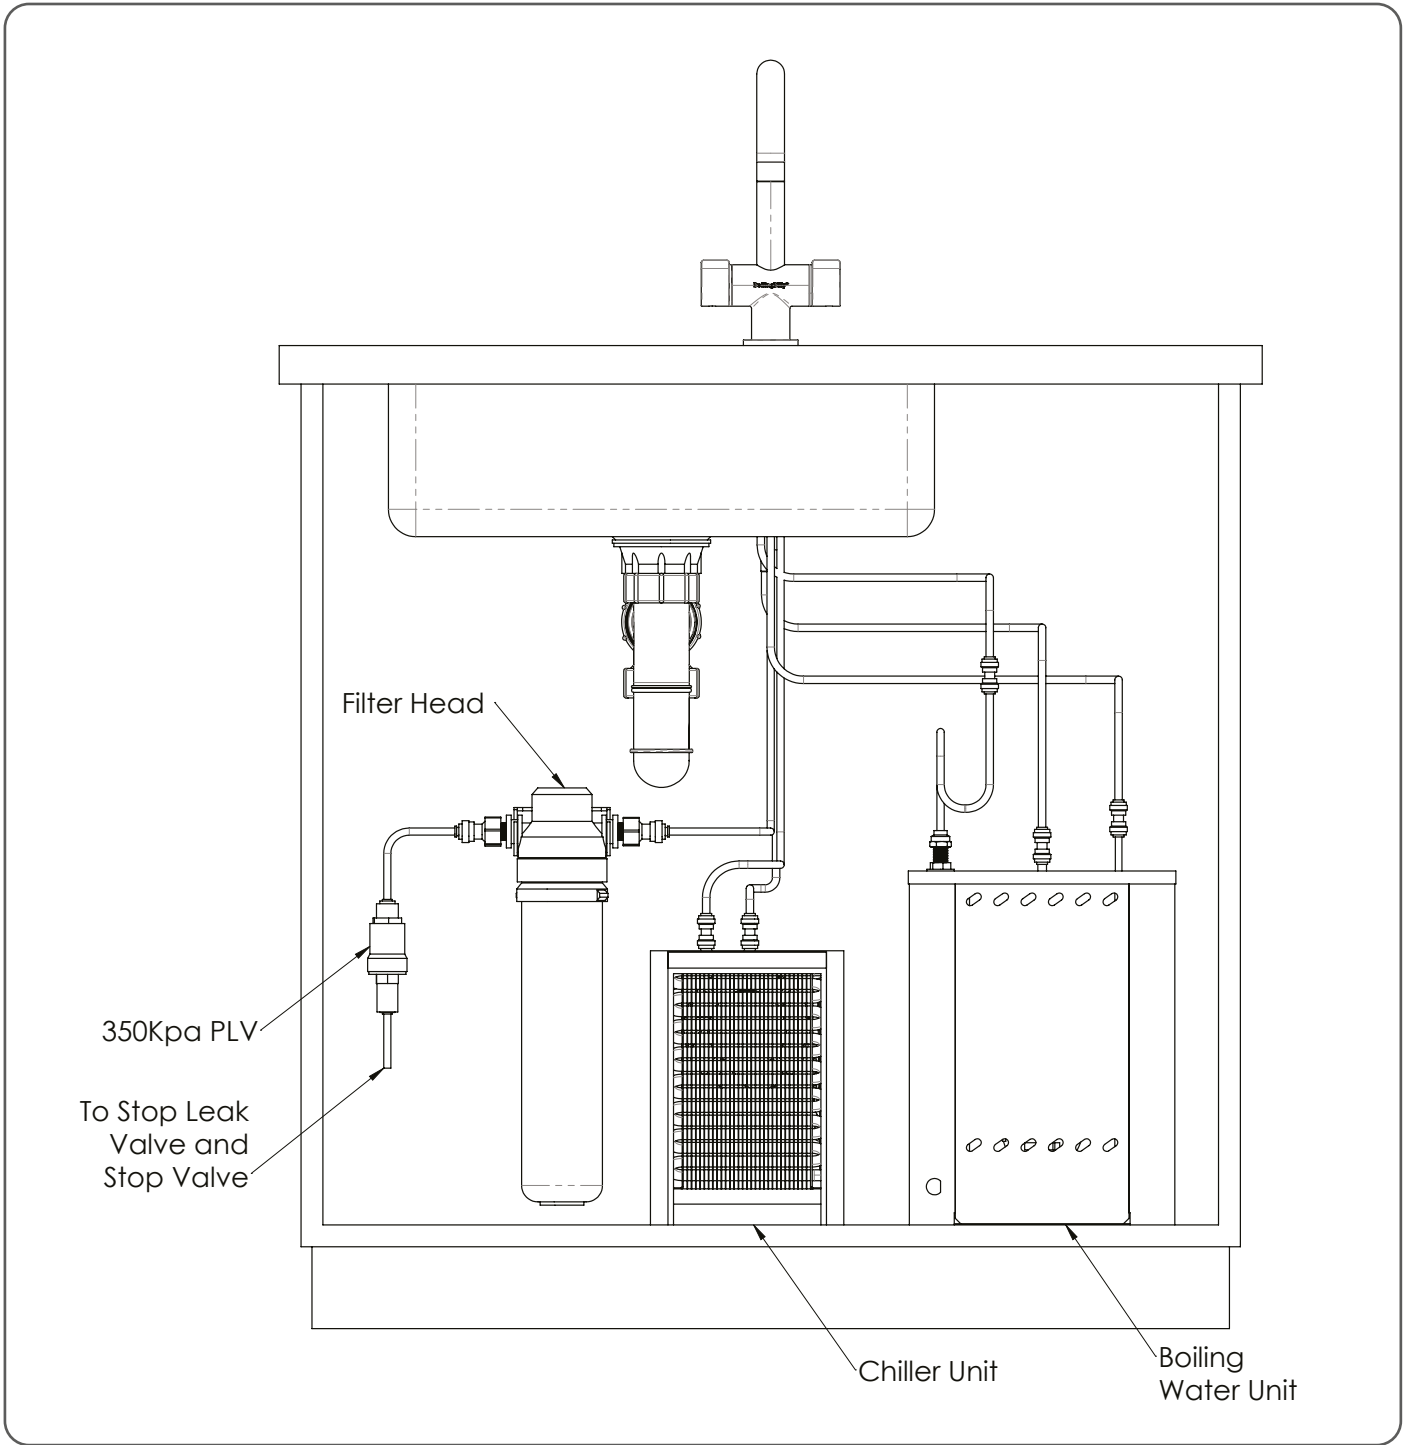 Filter Head
350Kpa PLV
To Stop Leak
Valve and
Stop Valve
Chiller Unit
Boiling
Water Unit